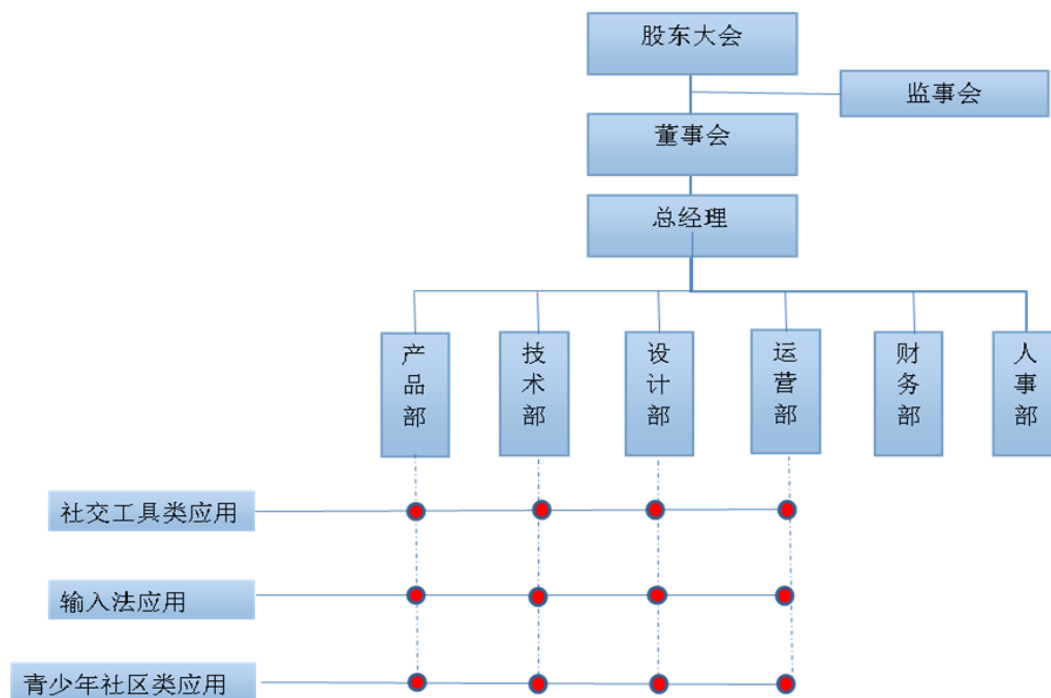 股东大会
监事会
董事会
总经理
产品部
技术部
设计部
运营部
财务部
人事部
社交工具类应用
输入法应用
青少年社区类应用